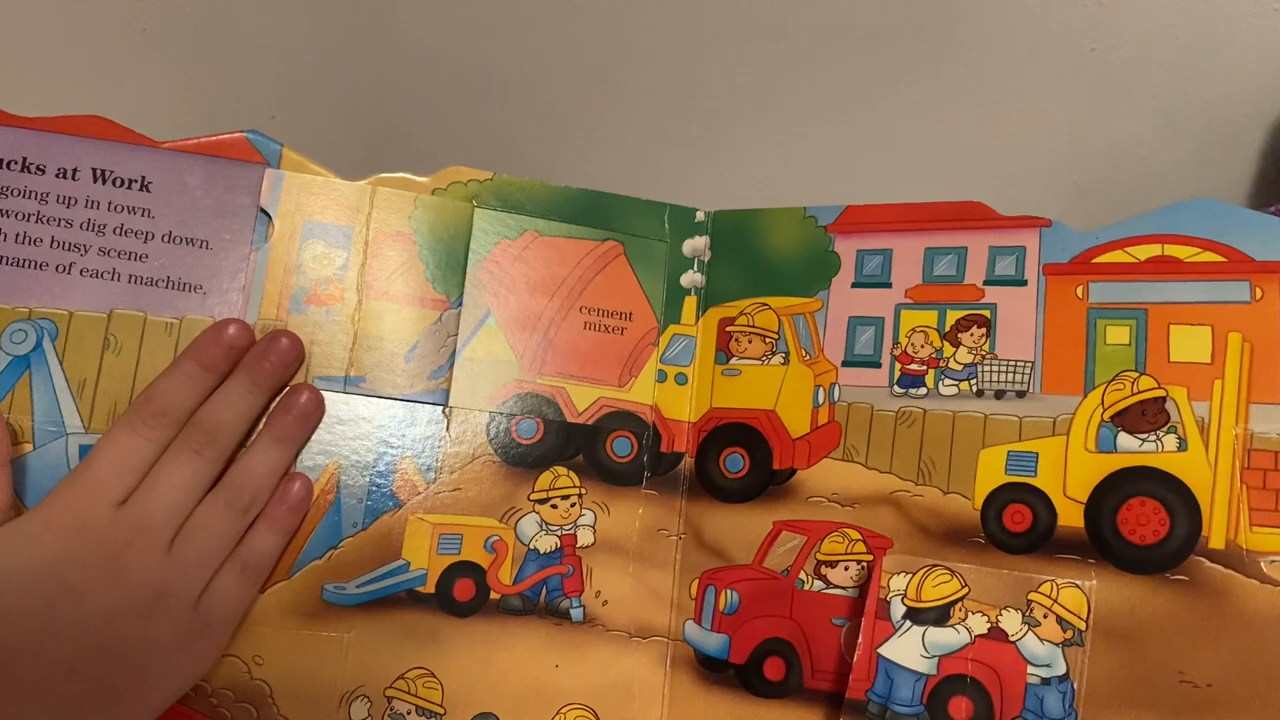 cks at Work
going up in town.
workers dig deep down.
the busy scene
name of each machine.
cement
mixer